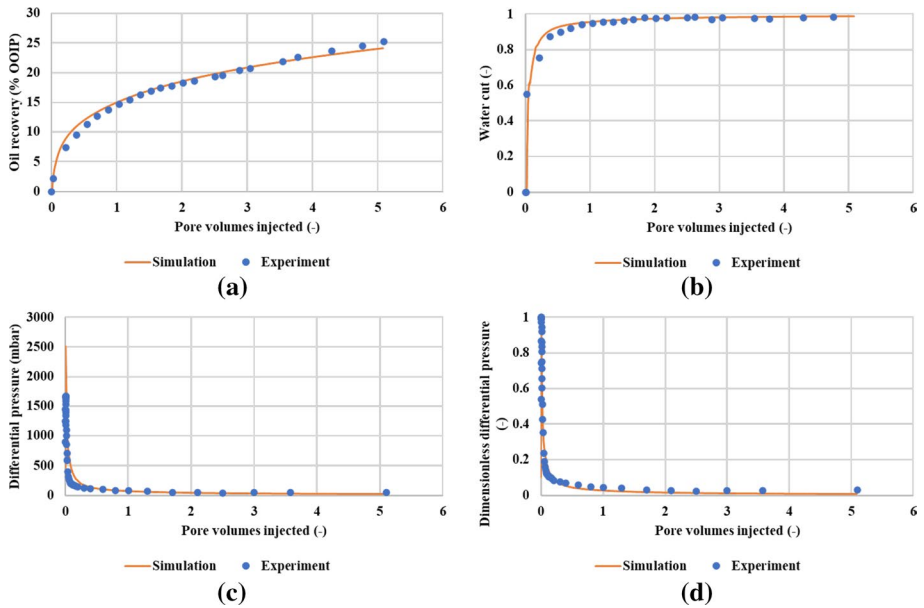 30
25
20
15
10
5
0
0 1 2 3 4 5 6
Oil recovery (% OOIP)
Pore volumes injected (-)
Simulation Experiment
(a)
1
0.8
0.6
0.4
0.2
0
0 1 2 3 4 5 6
Water cut (-)
Pore volumes injected (-)
Simulation Experiment
(b)
3000
2500
2000
1500
1000
500
0
0 1 2 3 4 5 6
Differential pressure (mbar)
Pore volumes injected (-)
Simulation Experiment
(c)
1
0.8
0.6
0.4
0.2
0
0 1 2 3 4 5 6
Dimensionless differential pressure
(-)
Pore volumes injected (-)
Simulation Experiment
(d)